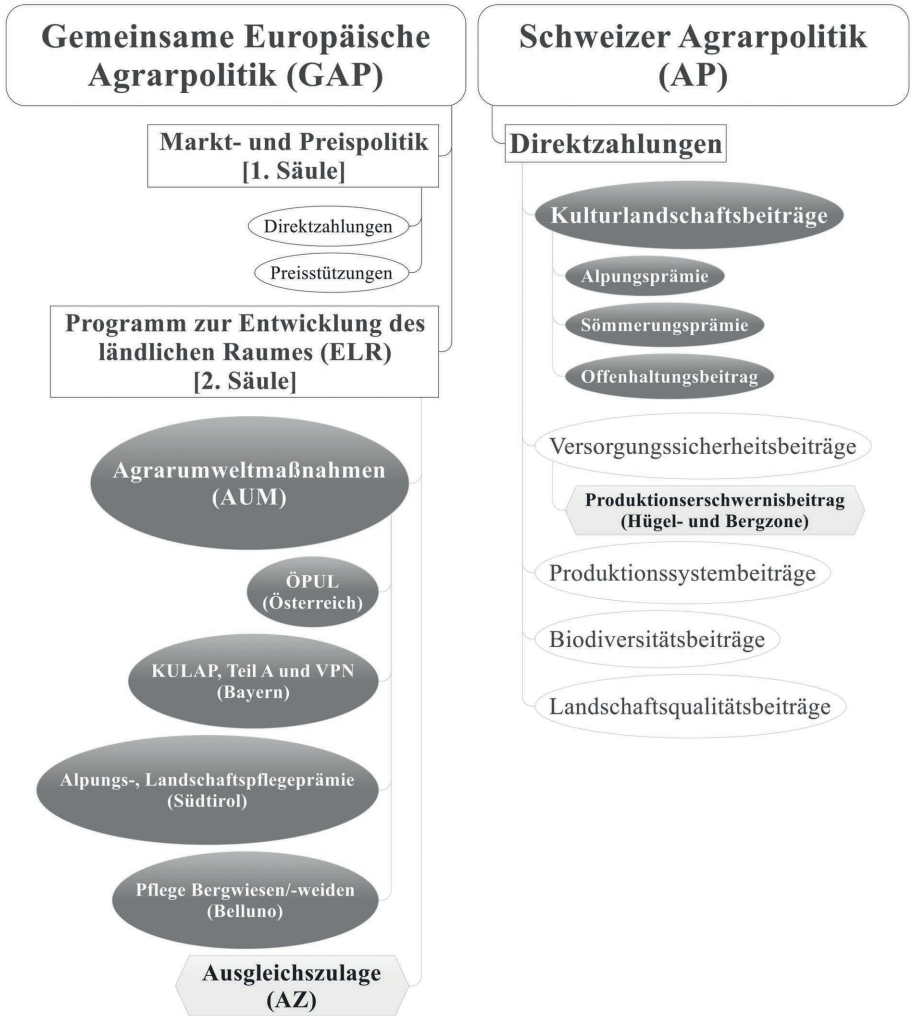 Gemeinsame Europäische
Agrarpolitik (GAP)
Markt- und Preispolitik
[1. Säule]
Direktzahlungen
Preisstützungen
Programm zur Entwicklung des
ländlichen Raumes (ELR)
[2. Säule]
Agrarumweltmaßnahmen
(AUM)
ÖPUL
(Österreich)
KULAP, Teil A und VPN
(Bayern)
Alpungs-, Landschaftspflegeprämie
(Südtirol)
Pflege Bergwiesen/-weiden
(Belluno)
Ausgleichszulage
(AZ)
Schweizer Agrarpolitik
(AP)
Direktzahlungen
Kulturlandschaftsbeiträge
Alpungsprämie
Sömmerungsprämie
Offenhaltungsbeitrag
Versorgungssicherheitsbeiträge
Produktionserschwernisbeitrag
(Hügel- und Bergzone)
Produktionssystembeiträge
Biodiversitätsbeiträge
Landschaftsqualitätsbeiträge